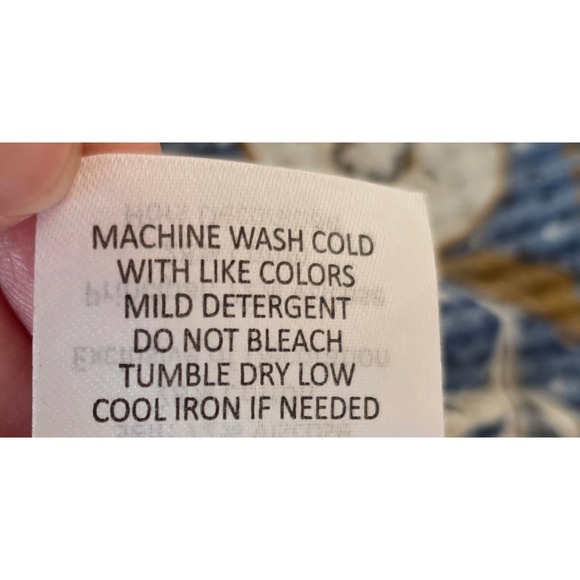 MACHINE WASH COLD
WITH LIKE COLORS
MILD DETERGENT
DO NOT BLEACH
TUMBLE DRY LOW
COOL IRON IF NEEDED